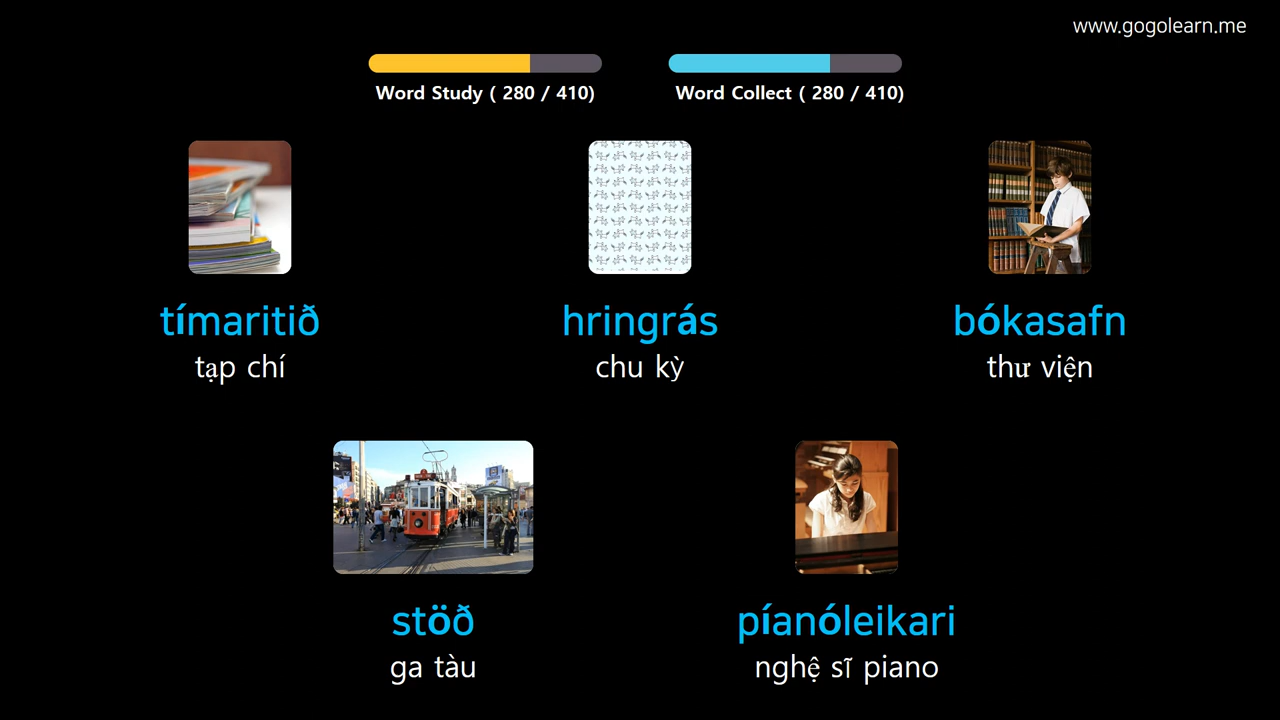 www.gogolearn.me
Word Study ( 280 / 410)
Word Collect ( 280 / 410)
tímaritið
tạp chí
hringrás
chu kỳ
bókasafn
thư viện
stöð
ga tàu
píanóleikari
nghệ sĩ piano